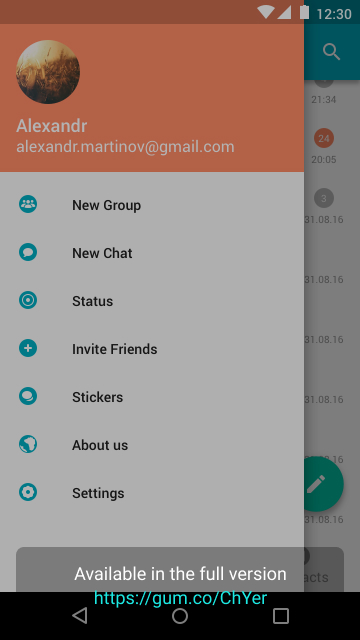 12:30
Alexandr
alexandr.martinov@gmail.com
21:34
24
20:05
3
31.08.16
31.08.16
31.08.16
31.08.16
31.08.16
31.08.16
New Group
New Chat
Status
Invite Friends
Stickers
About us
Settings
Available in the full version
https://gum.co/ChYer